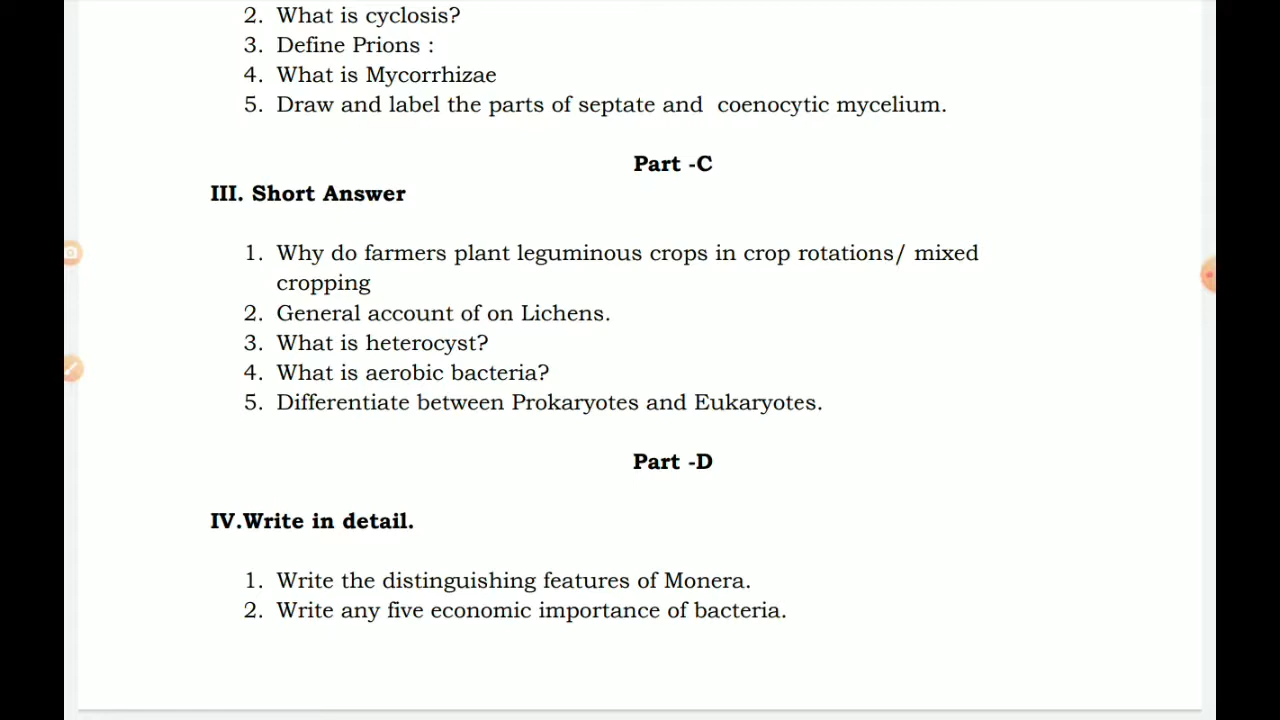 2. What is cyclosis?
3. Define Prions :
4. What is Mycorrhizae
5. Draw and label the parts of septate and coenocytic mycelium.
Part -C
III. Short Answer
1. Why do farmers plant leguminous crops in crop rotations/ mixed
cropping
2. General account of on Lichens.
3. What is heterocyst?
4. What is aerobic bacteria?
5. Differentiate between Prokaryotes and Eukaryotes.
Part -D
IV.Write in detail.
1. Write the distinguishing features of Monera.
2. Write any five economic importance of bacteria.